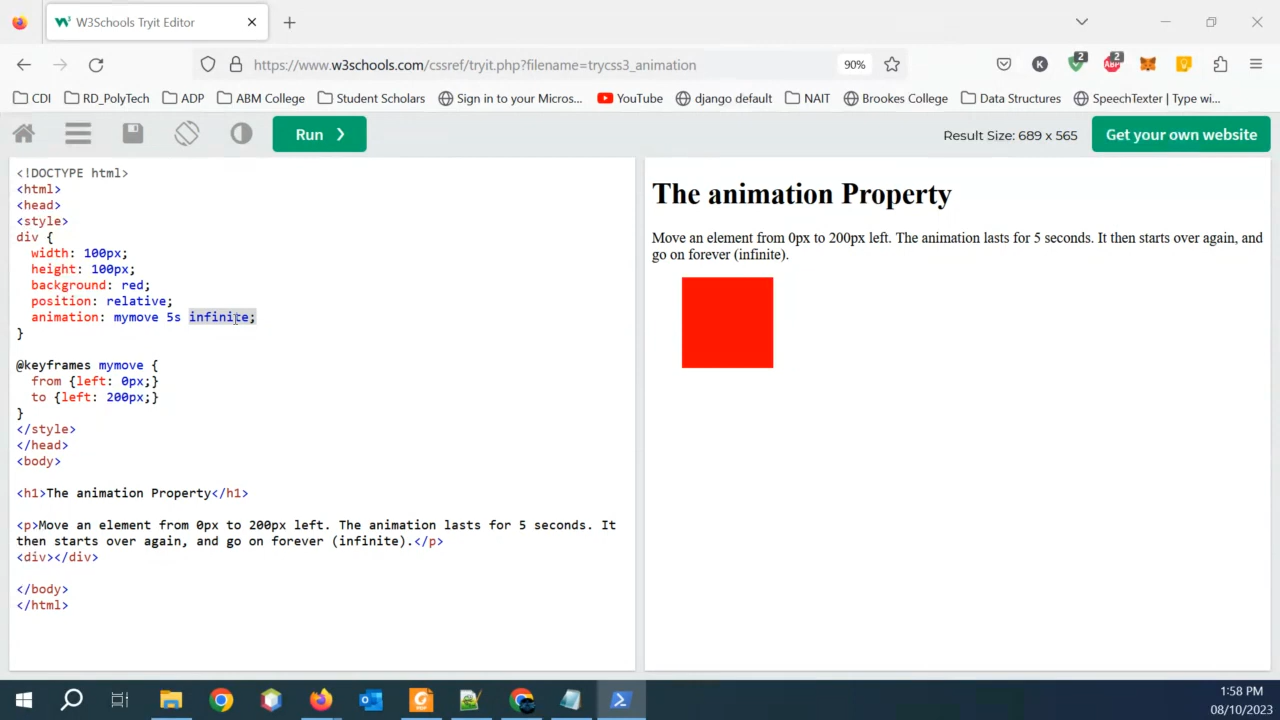 W3Schools Tryit Editor
https://www.w3schools.com/cssref/tryit.php?filename=trycss3_animation
90%
K
2
2
ABP
CDI
RD_PolyTech
ADP
ABM College
Student Scholars
Sign in to your Micros...
YouTube
django default
NAIT
Brookes College
Data Structures
SpeechTexter | Type wi...
Run ❯
Result Size: 689 x 565
Get your own website
<!DOCTYPE html>
<html>
<head>
<style>
div {
  width: 100px;
  height: 100px;
  background: red;
  position: relative;
  animation: mymove 5s infinite;
}
@keyframes mymove {
  from {left: 0px;}
  to {left: 200px;}
}
</style>
</head>
<body>
<h1>The animation Property</h1>
<p>Move an element from 0px to 200px left. The animation lasts for 5 seconds. It
then starts over again, and go on forever (infinite).</p>
<div></div>
</body>
</html>
The animation Property
Move an element from 0px to 200px left. The animation lasts for 5 seconds. It then starts over again, and
go on forever (infinite).
1:58 PM
08/10/2023